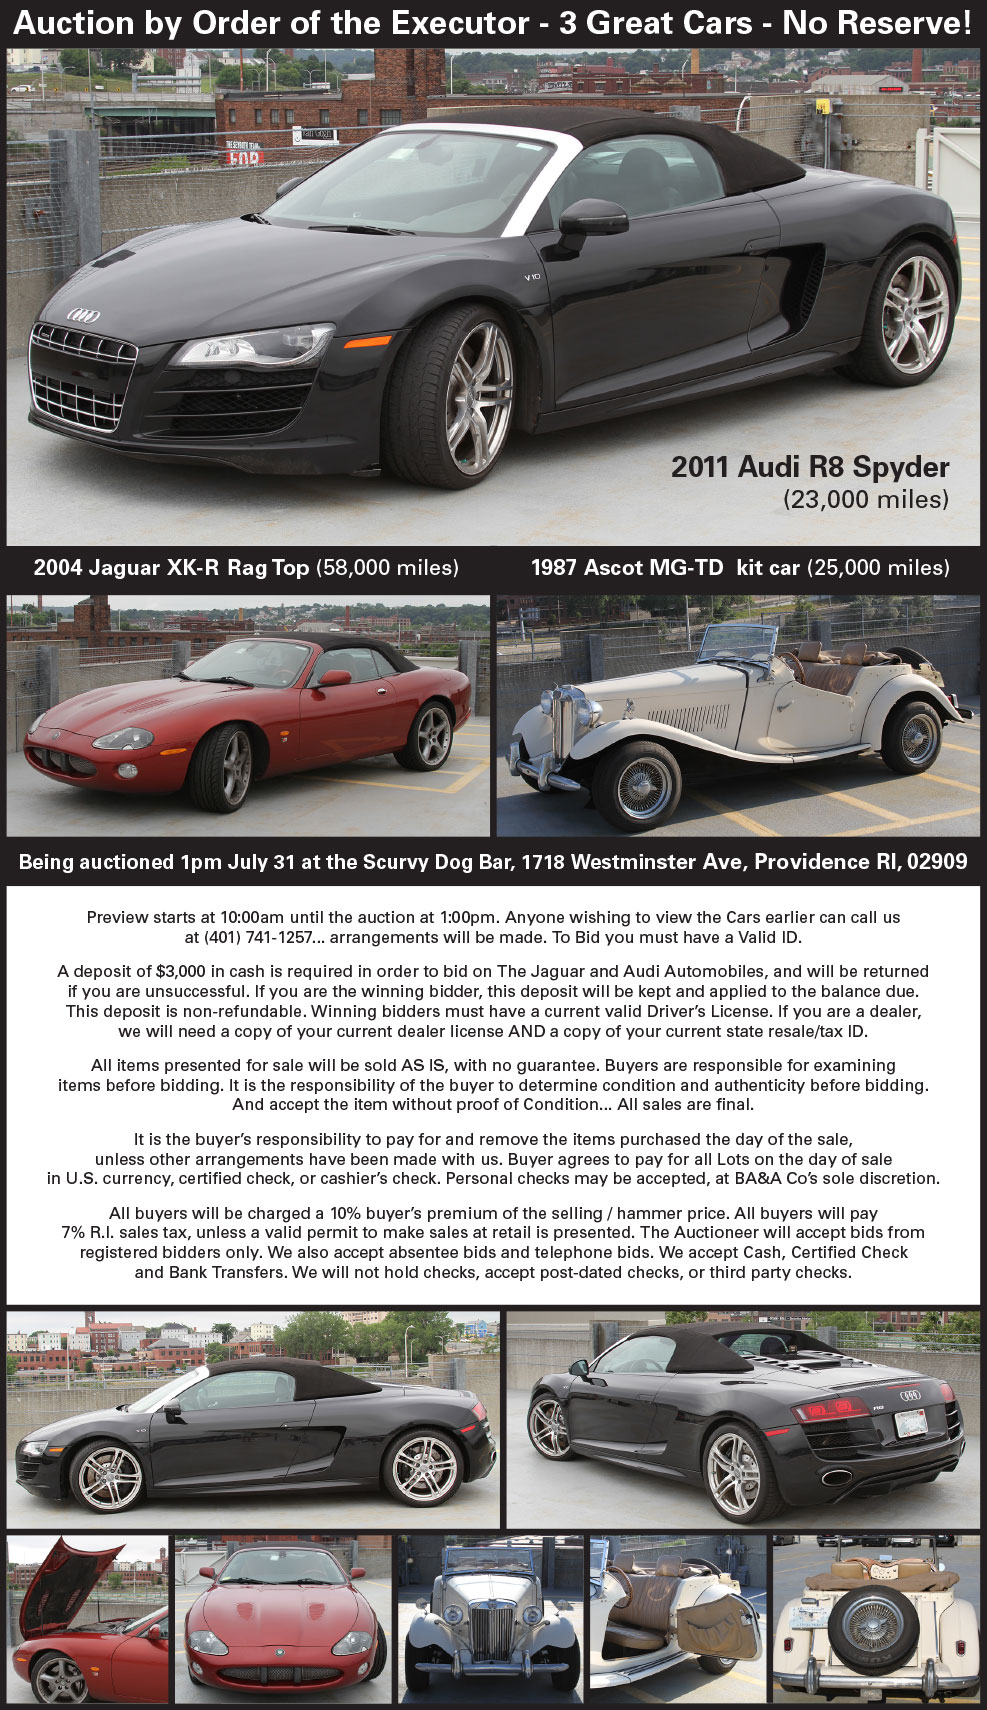 Auction by Order of the Executor - 3 Great Cars - No Reserve!
FOR
V10
2011 Audi R8 Spyder
(23,000 miles)
2004 Jaguar XK-R Rag Top (58,000 miles)
1987 Ascot MG-TD kit car (25,000 miles)
Being auctioned 1pm July 31 at the Scurvy Dog Bar, 1718 Westminster Ave, Providence RI, 02909
Preview starts at 10:00am until the auction at 1:00pm. Anyone wishing to view the Cars earlier can call us
at (401) 741-1257... arrangements will be made. To Bid you must have a Valid ID.
A deposit of $3,000 in cash is required in order to bid on The Jaguar and Audi Automobiles, and will be returned
if you are unsuccessful. If you are the winning bidder, this deposit will be kept and applied to the balance due.
This deposit is non-refundable. Winning bidders must have a current valid Driver's License. If you are a dealer,
we will need a copy of your current dealer license AND a copy of your current state resale/tax ID.
All items presented for sale will be sold AS IS, with no guarantee. Buyers are responsible for examining
items before bidding. It is the responsibility of the buyer to determine condition and authenticity before bidding.
And accept the item without proof of Condition... All sales are final.
It is the buyer's responsibility to pay for and remove the items purchased the day of the sale,
unless other arrangements have been made with us. Buyer agrees to pay for all Lots on the day of sale
in U.S. currency, certified check, or cashier's check. Personal checks may be accepted, at BA&A Co's sole discretion.
All buyers will be charged a 10% buyer's premium of the selling / hammer price. All buyers will pay
7% R.I. sales tax, unless a valid permit to make sales at retail is presented. The Auctioneer will accept bids from
registered bidders only. We also accept absentee bids and telephone bids. We accept Cash, Certified Check
and Bank Transfers. We will not hold checks, accept post-dated checks, or third party checks.
R8